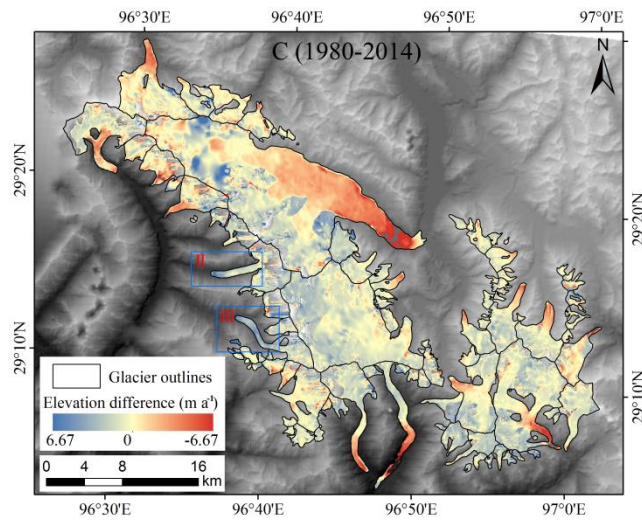 96°30'E 96°40'E 96°50'E 97°0'E
C (1980-2014)
N
29°20'N
29°20'N
II
III
29°10'N
29°10'N
Glacier outlines
Elevation difference (m a⁻¹)
6.67 0 -6.67
0 4 8 16
km
96°30'E 96°40'E 96°50'E 97°0'E